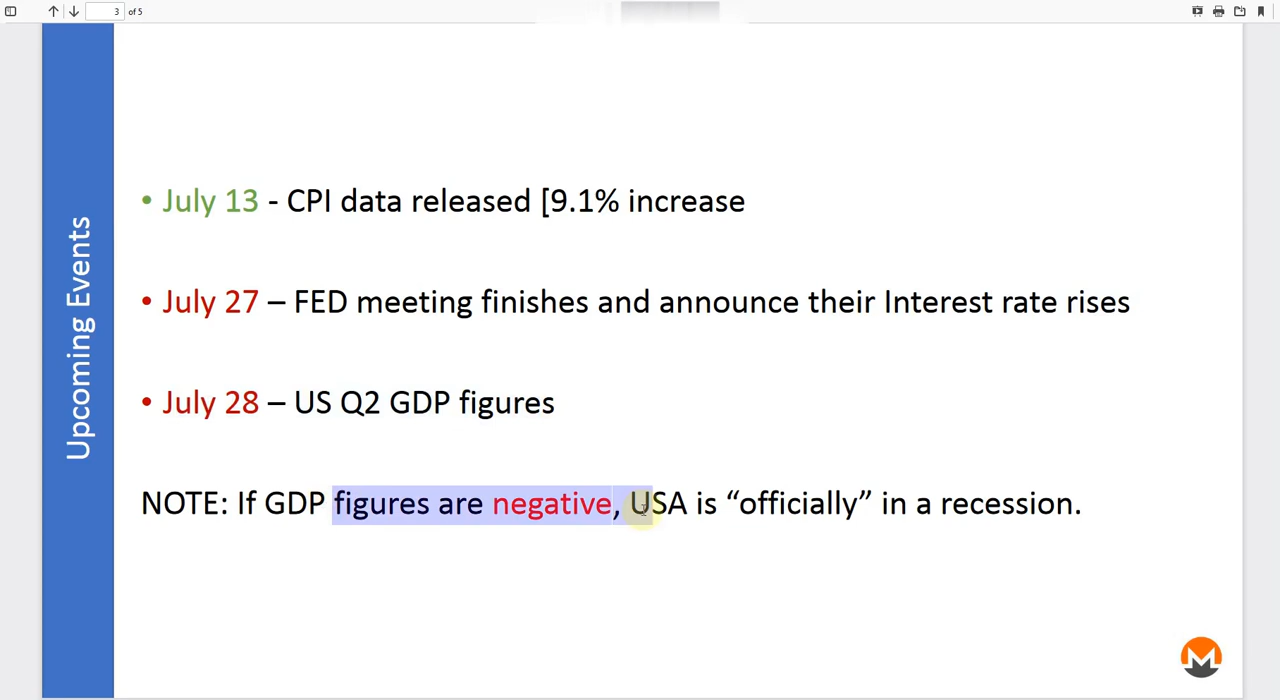 3 of 5
Upcoming Events
• July 13 - CPI data released [9.1% increase
• July 27 – FED meeting finishes and announce their Interest rate rises
• July 28 – US Q2 GDP figures
NOTE: If GDP figures are negative, USA is “officially” in a recession.